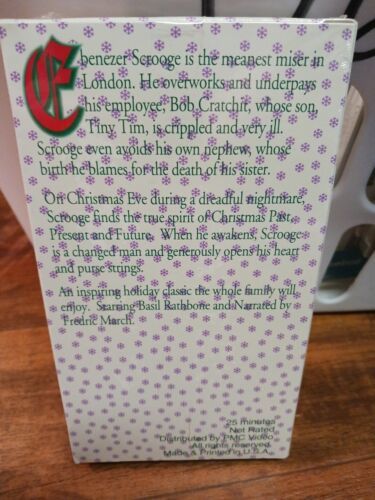 Ebenezer Scrooge is the meanest miser in
London. He overworks and underpays
his employee, Bob Cratchit, whose son,
Tiny Tim, is crippled and very ill.
Scrooge even avoids his own nephew, whose
birth he blames for the death of his sister.
On Christmas Eve during a dreadful nightmare,
Scrooge finds the true spirit of Christmas Past,
Present and Future. When he awakens, Scrooge
is a changed man and generously opens his heart
and purse strings.
An inspiring holiday classic the whole family will
enjoy. Starring Basil Rathbone and Narrated by
Fredric March.
25 minutes
Not Rated
Distributed by PMC Video
All rights reserved.
Made & Printed in U.S.A.